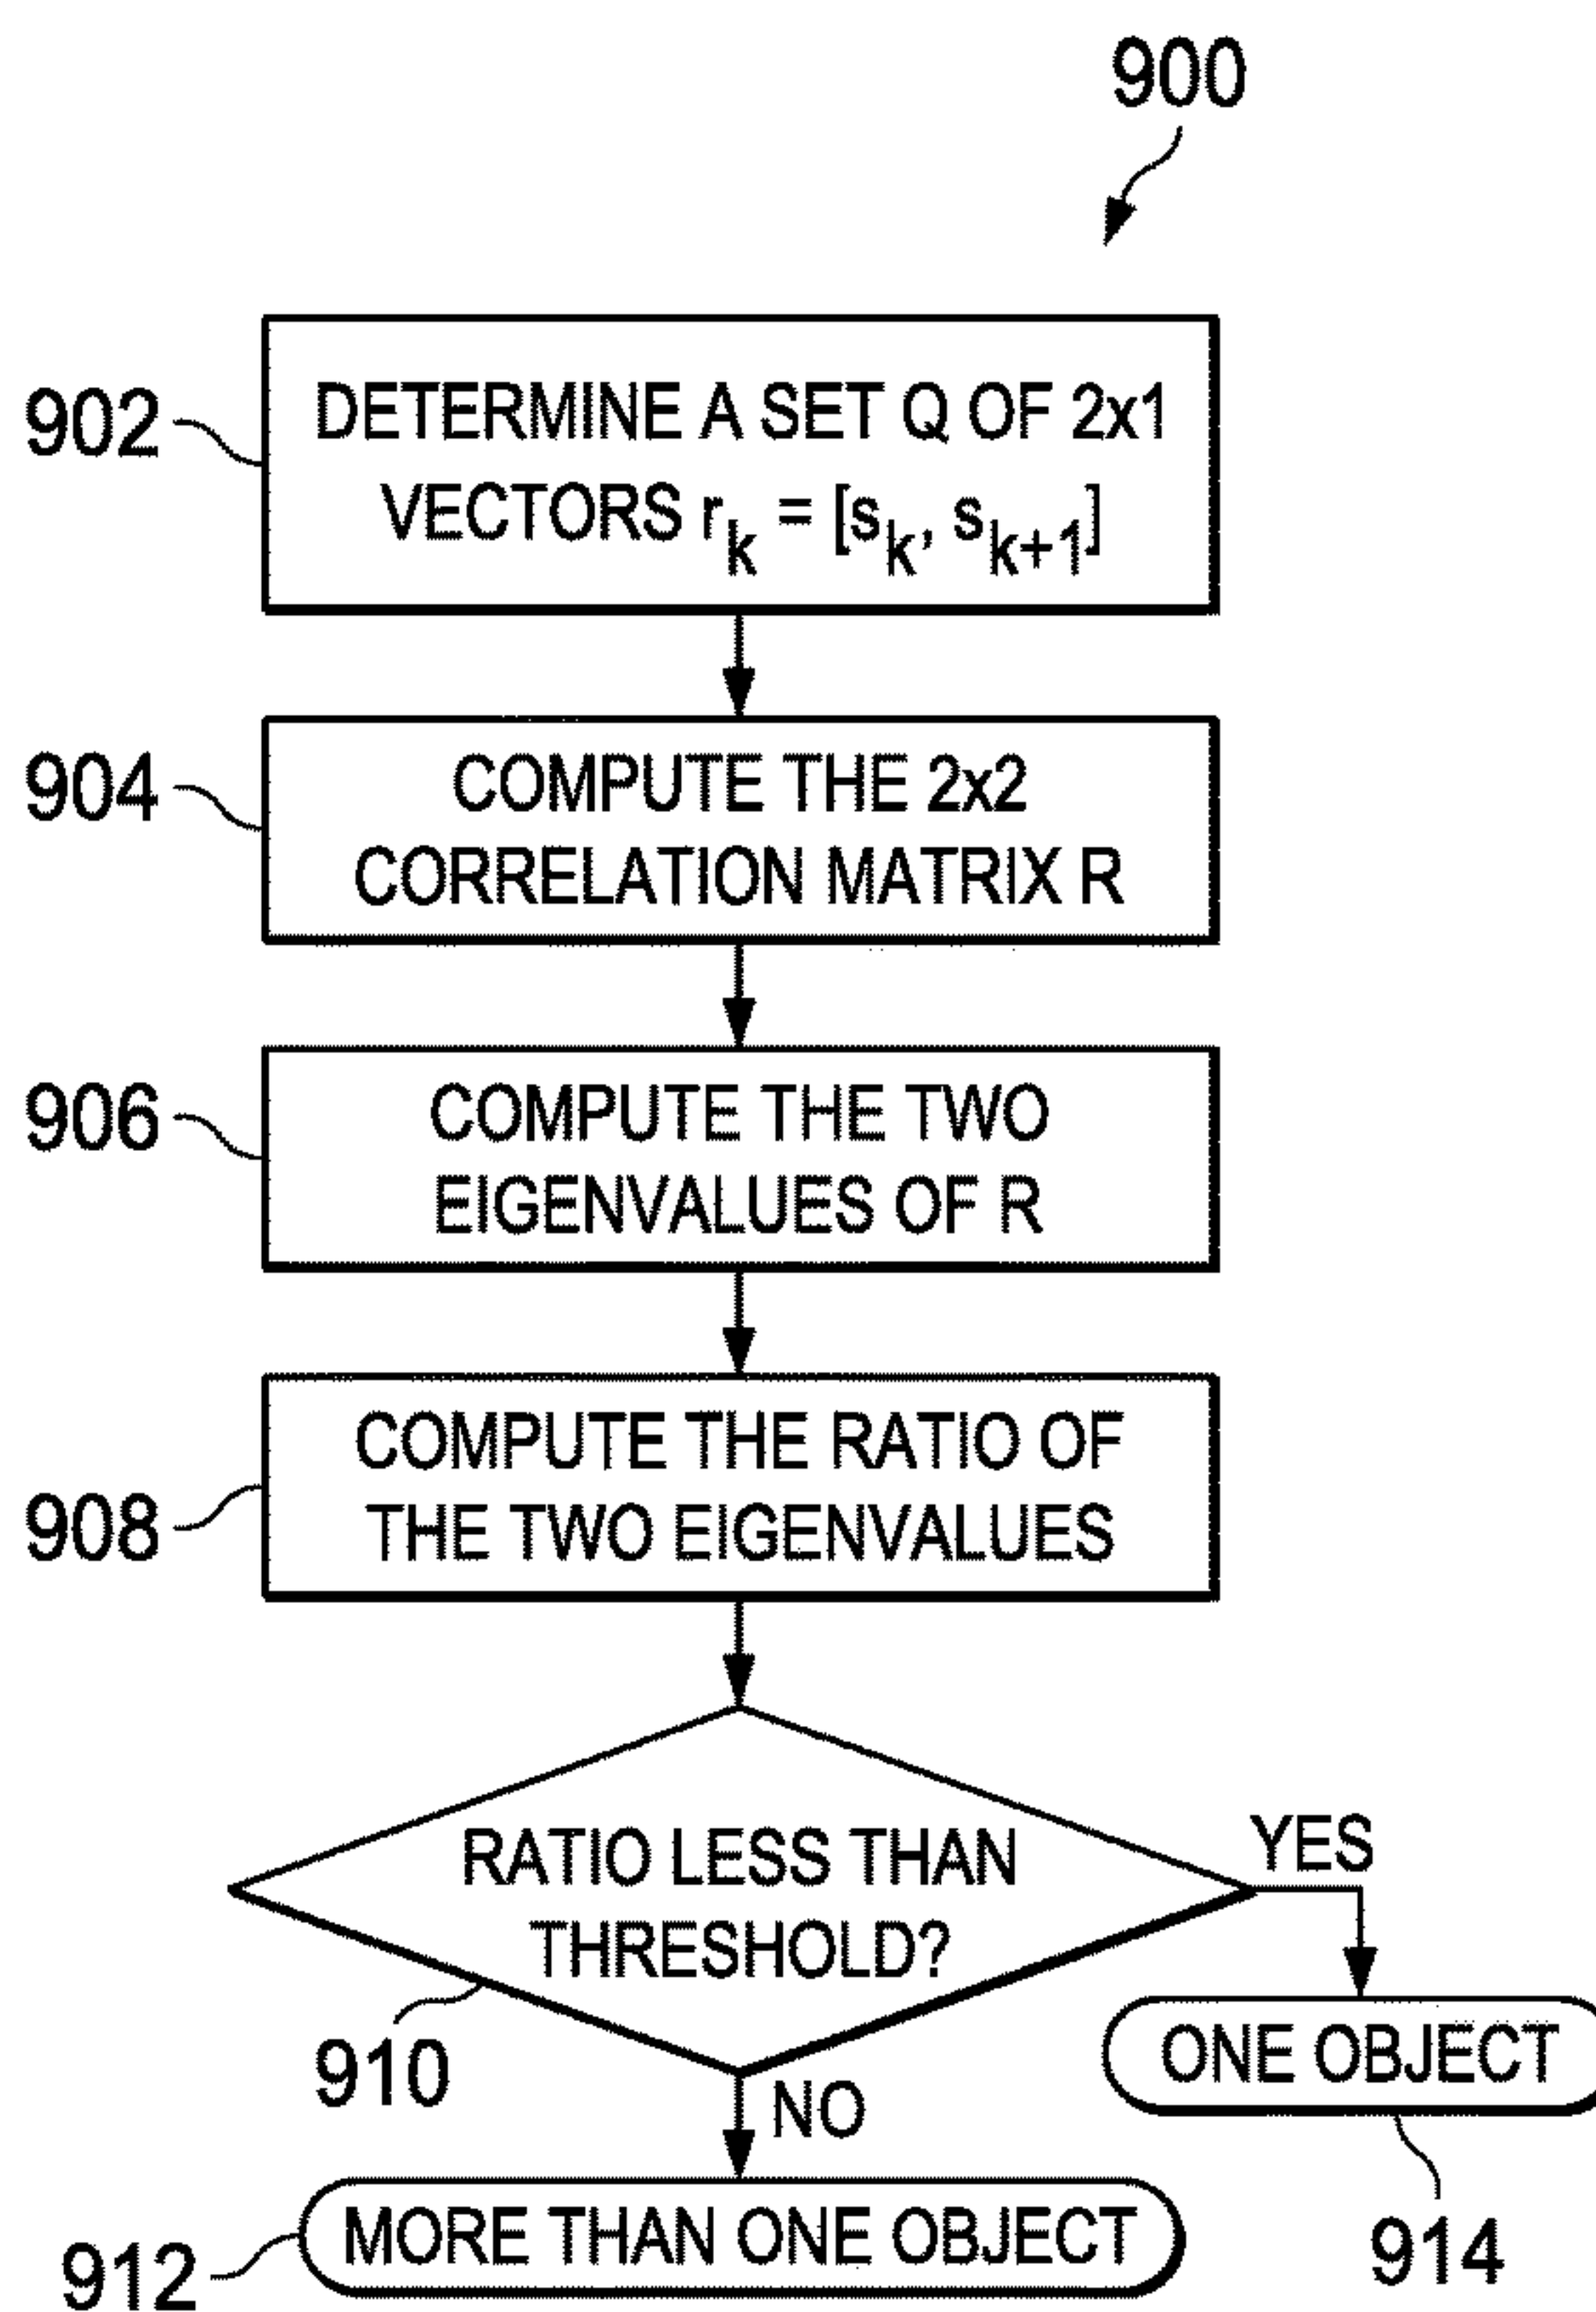 900
902
DETERMINE A SET Q OF 2x1
VECTORS r_k = [s_k, s_{k+1}]
904
COMPUTE THE 2x2
CORRELATION MATRIX R
906
COMPUTE THE TWO
EIGENVALUES OF R
908
COMPUTE THE RATIO OF
THE TWO EIGENVALUES
RATIO LESS THAN
THRESHOLD?
YES
910
ONE OBJECT
NO
914
912
MORE THAN ONE OBJECT